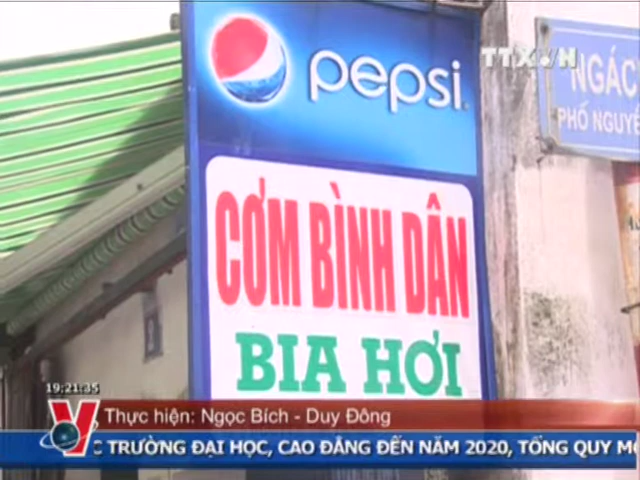 TTXVN
pepsi
NGÁC
PHỐ NGUYỄ
CƠM BÌNH DÂN
BIA HƠI
19:21:35
Thực hiện: Ngọc Bích - Duy Đông
C TRƯỜNG ĐẠI HỌC, CAO ĐẲNG ĐẾN NĂM 2020, TỔNG QUY MÔ